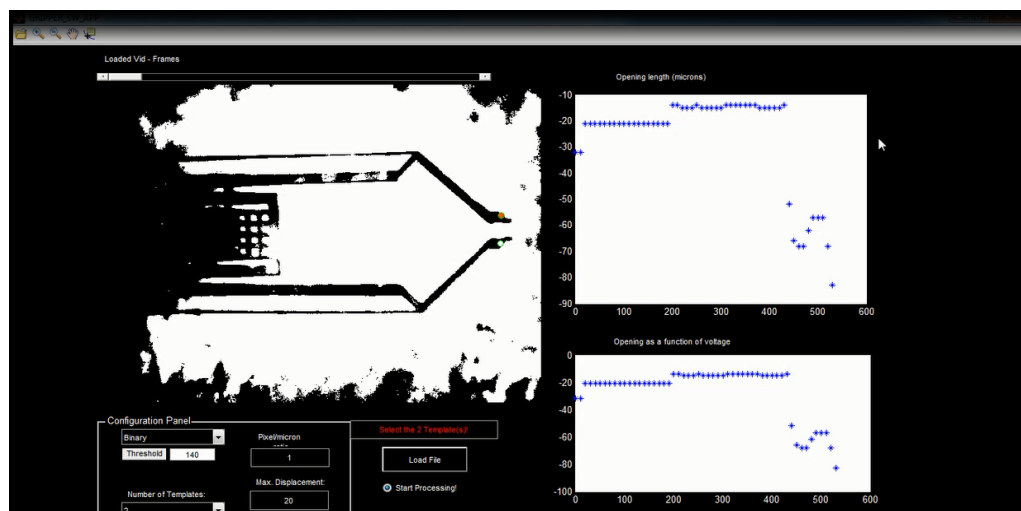 Loaded Vid - Frames
Opening length (microns)
-10
-20
-30
-40
-50
-60
-70
-80
-90
0 100 200 300 400 500 600
Opening as a function of voltage
0
-20
-40
-60
-80
-100
0 100 200 300 400 500 600
Configuration Panel
Binary
Threshold 140
Number of Templates:
2
Pixel/micron
ratio
1
Max. Displacement:
20
Select the 2 Template(s)!
Load File
Start Processing!